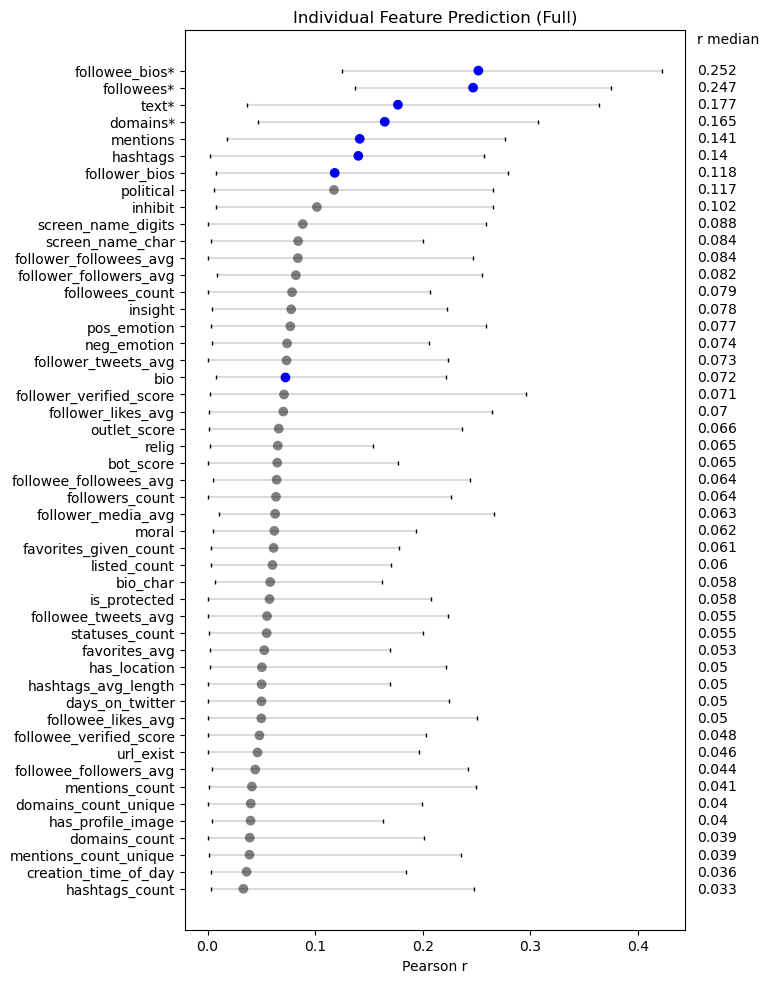 Individual Feature Prediction (Full)
r median
followee_bios* 0.252
followees* 0.247
text* 0.177
domains* 0.165
mentions 0.141
hashtags 0.14
follower_bios 0.118
political 0.117
inhibit 0.102
screen_name_digits 0.088
screen_name_char 0.084
follower_followees_avg 0.084
follower_followers_avg 0.082
followees_count 0.079
insight 0.078
pos_emotion 0.077
neg_emotion 0.074
follower_tweets_avg 0.073
bio 0.072
follower_verified_score 0.071
follower_likes_avg 0.07
outlet_score 0.066
relig 0.065
bot_score 0.065
followee_followees_avg 0.064
followers_count 0.064
follower_media_avg 0.063
moral 0.062
favorites_given_count 0.061
listed_count 0.06
bio_char 0.058
is_protected 0.058
followee_tweets_avg 0.055
statuses_count 0.055
favorites_avg 0.053
has_location 0.05
hashtags_avg_length 0.05
days_on_twitter 0.05
followee_likes_avg 0.05
followee_verified_score 0.048
url_exist 0.046
followee_followers_avg 0.044
mentions_count 0.041
domains_count_unique 0.04
has_profile_image 0.04
domains_count 0.039
mentions_count_unique 0.039
creation_time_of_day 0.036
hashtags_count 0.033
0.0 0.1 0.2 0.3 0.4
Pearson r